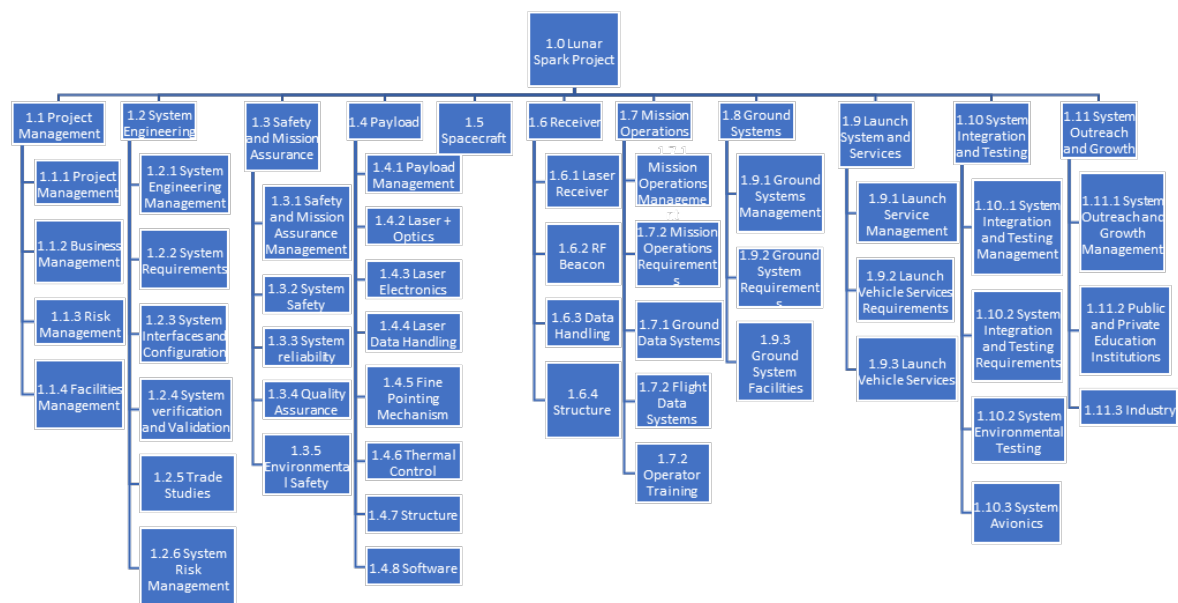 1.0 Lunar
Spark Project
1.1 Project
Management
1.1.1 Project
Management
1.1.2 Business
Management
1.1.3 Risk
Management
1.1.4 Facilities
Management
1.2 System
Engineering
1.2.1 System
Engineering
Management
1.2.2 System
Requirements
1.2.3 System
Interfaces and
Configuration
1.2.4 System
verification
and Validation
1.2.5 Trade
Studies
1.2.6 System
Risk
Management
1.3 Safety
and Mission
Assurance
1.3.1 Safety
and Mission
Assurance
Management
1.3.2 System
Safety
1.3.3 System
reliability
1.3.4 Quality
Assurance
1.3.5
Environmenta
l Safety
1.4 Payload
1.4.1 Payload
Management
1.4.2 Laser +
Optics
1.4.3 Laser
Electronics
1.4.4 Laser
Data Handling
1.4.5 Fine
Pointing
Mechanism
1.4.6 Thermal
Control
1.4.7 Structure
1.4.8 Software
1.5
Spacecraft
1.6 Receiver
1.6.1 Laser
Receiver
1.6.2 RF
Beacon
1.6.3 Data
Handling
1.6.4
Structure
1.7 Mission
Operations
Mission
Operations
Manageme
1.7.2 Mission
Operations
Requirement
s
1.7.1 Ground
Data Systems
1.7.2 Flight
Data
Systems
1.7.2
Operator
Training
1.8 Ground
Systems
1.9.1 Ground
Systems
Management
1.9.2 Ground
System
Requirement
s
1.9.3
Ground
System
Facilities
1.9 Launch
System and
Services
1.9.1 Launch
Service
Management
1.9.2 Launch
Vehicle Services
Requirements
1.9.3 Launch
Vehicle Services
1.10 System
Integration
and Testing
1.10..1 System
Integration
and Testing
Management
1.10.2 System
Integration
and Testing
Requirements
1.10.2 System
Environmental
Testing
1.10.3 System
Avionics
1.11 System
Outreach
and Growth
1.11.1 System
Outreach and
Growth
Management
1.11.2 Public
and Private
Education
Institutions
1.11.3 Industry